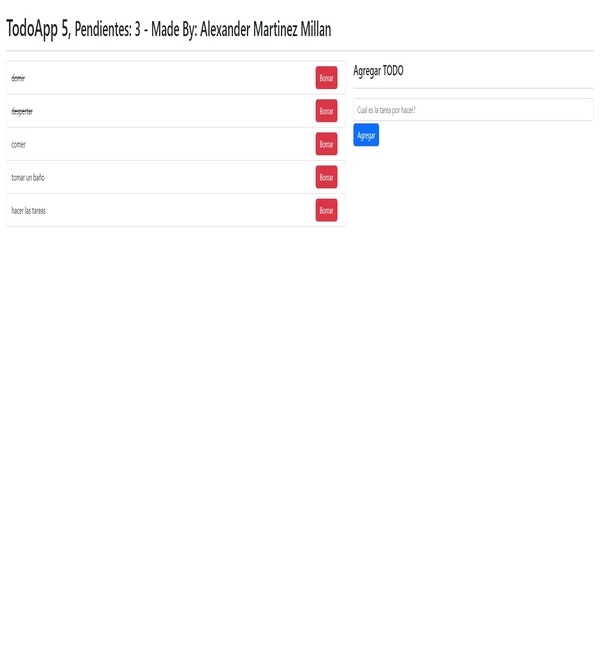 TodoApp 5, Pendientes: 3 - Made By: Alexander Martinez Millan
domir
Borrar
despertar
Borrar
comer
Borrar
tomar un baño
Borrar
hacer las tareas
Borrar
Agregar TODO
Cual es la tarea por hacer?
Agregar